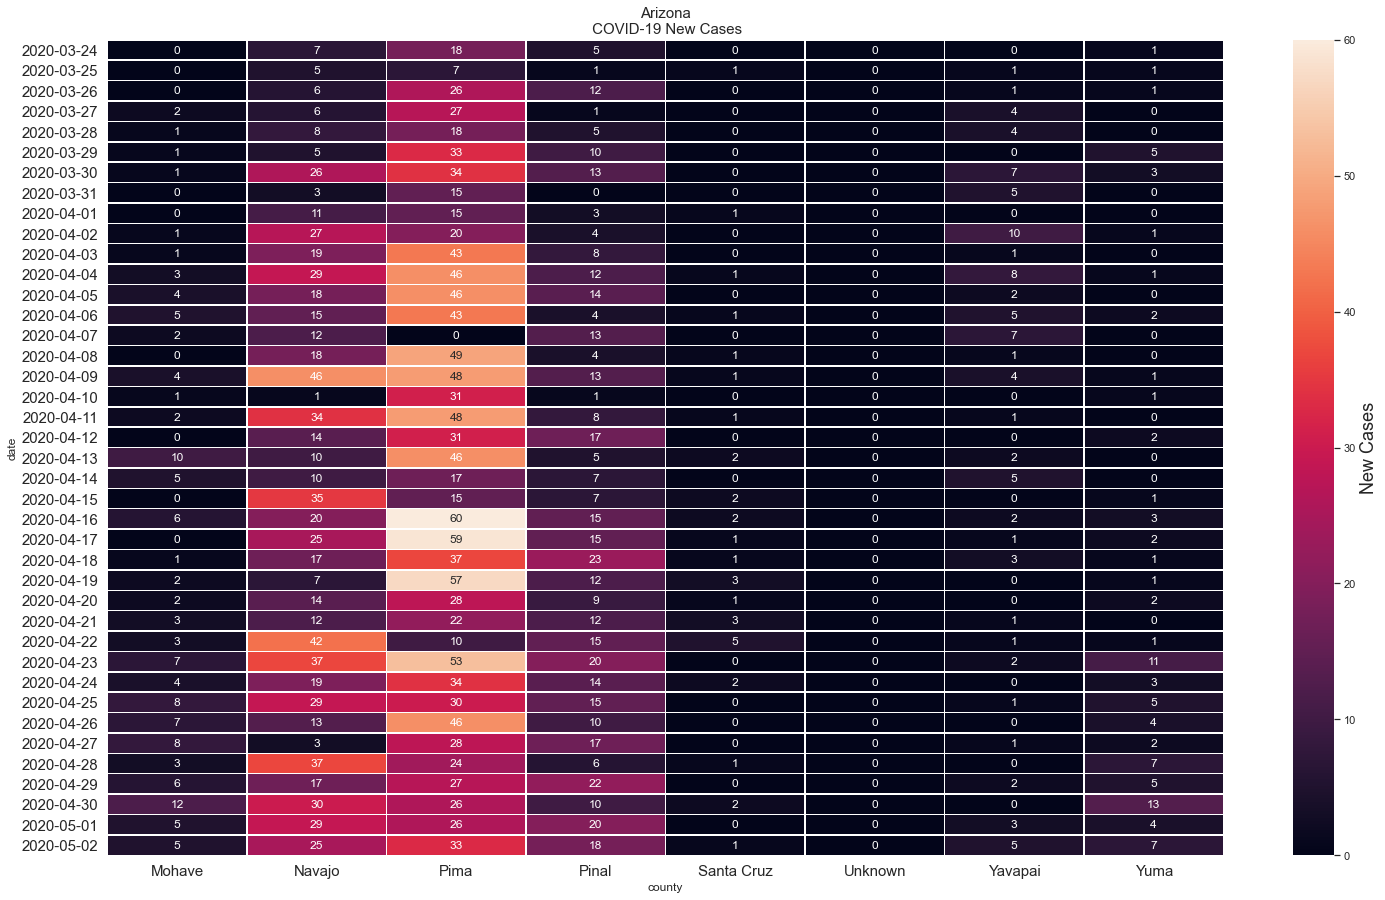 Arizona
COVID-19 New Cases
2020-03-24 0 7 18 5 0 0 0 1
2020-03-25 0 5 7 1 1 0 1 1
2020-03-26 0 6 26 12 0 0 1 1
2020-03-27 2 6 27 1 0 0 4 0
2020-03-28 1 8 18 5 0 0 4 0
2020-03-29 1 5 33 10 0 0 0 5
2020-03-30 1 26 34 13 0 0 7 3
2020-03-31 0 3 15 0 0 0 5 0
2020-04-01 0 11 15 3 1 0 0 0
2020-04-02 1 27 20 4 0 0 10 1
2020-04-03 1 19 43 8 0 0 1 0
2020-04-04 3 29 46 12 1 0 8 1
2020-04-05 4 18 46 14 0 0 2 0
2020-04-06 5 15 43 4 1 0 5 2
2020-04-07 2 12 0 13 0 0 7 0
2020-04-08 0 18 49 4 1 0 1 0
2020-04-09 4 46 48 13 1 0 4 1
2020-04-10 1 1 31 1 0 0 0 1
2020-04-11 2 34 48 8 1 0 1 0
2020-04-12 0 14 31 17 0 0 0 2
2020-04-13 10 10 46 5 2 0 2 0
2020-04-14 5 10 17 7 0 0 5 0
2020-04-15 0 35 15 7 2 0 0 1
2020-04-16 6 20 60 15 2 0 2 3
2020-04-17 0 25 59 15 1 0 1 2
2020-04-18 1 17 37 23 1 0 3 1
2020-04-19 2 7 57 12 3 0 0 1
2020-04-20 2 14 28 9 1 0 0 2
2020-04-21 3 12 22 12 3 0 1 0
2020-04-22 3 42 10 15 5 0 1 1
2020-04-23 7 37 53 20 0 0 2 11
2020-04-24 4 19 34 14 2 0 0 3
2020-04-25 8 29 30 15 0 0 1 5
2020-04-26 7 13 46 10 0 0 0 4
2020-04-27 8 3 28 17 0 0 1 2
2020-04-28 3 37 24 6 1 0 0 7
2020-04-29 6 17 27 22 0 0 2 5
2020-04-30 12 30 26 10 2 0 0 13
2020-05-01 5 29 26 20 0 0 3 4
2020-05-02 5 25 33 18 1 0 5 7
Mohave Navajo Pima Pinal Santa Cruz Unknown Yavapai Yuma
county
date
60
50
40
30
20
10
0
New Cases